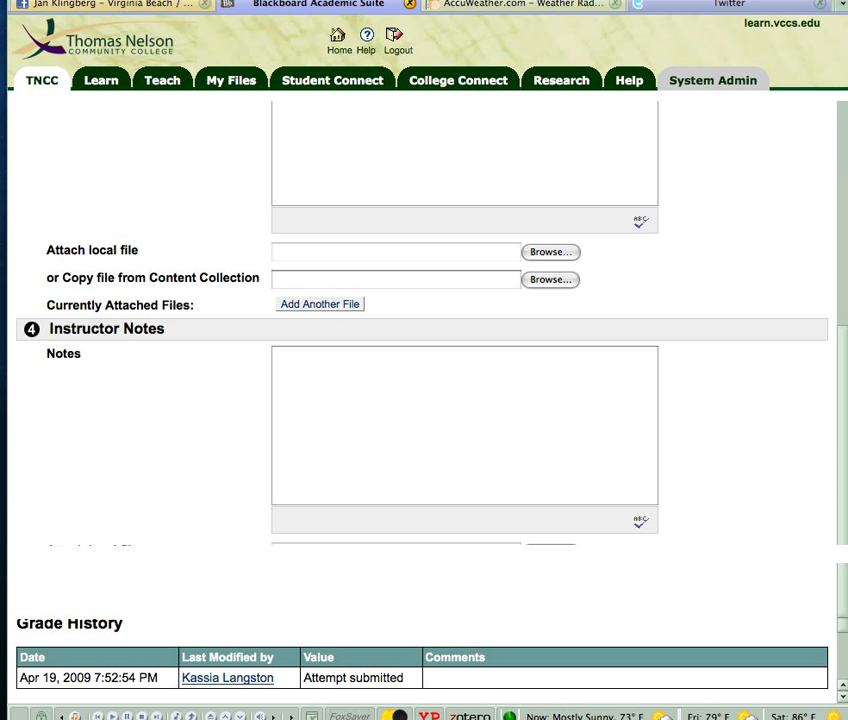 Jan Klingberg – Virginia Beach / ... Blackboard Academic Suite AccuWeather.com – Weather Rad... Twitter
learn.vccs.edu
Thomas Nelson
COMMUNITY COLLEGE
Home Help Logout
TNCC Learn Teach My Files Student Connect College Connect Research Help System Admin
ABC
Attach local file Browse...
or Copy file from Content Collection Browse...
Currently Attached Files: Add Another File
4 Instructor Notes
Notes
ABC
Grade History
Date Last Modified by Value Comments
Apr 19, 2009 7:52:54 PM Kassia Langston Attempt submitted
FoxSaver YP zotero Now: Mostly Sunny, 73° F Fri: 79° F Sat: 86° F